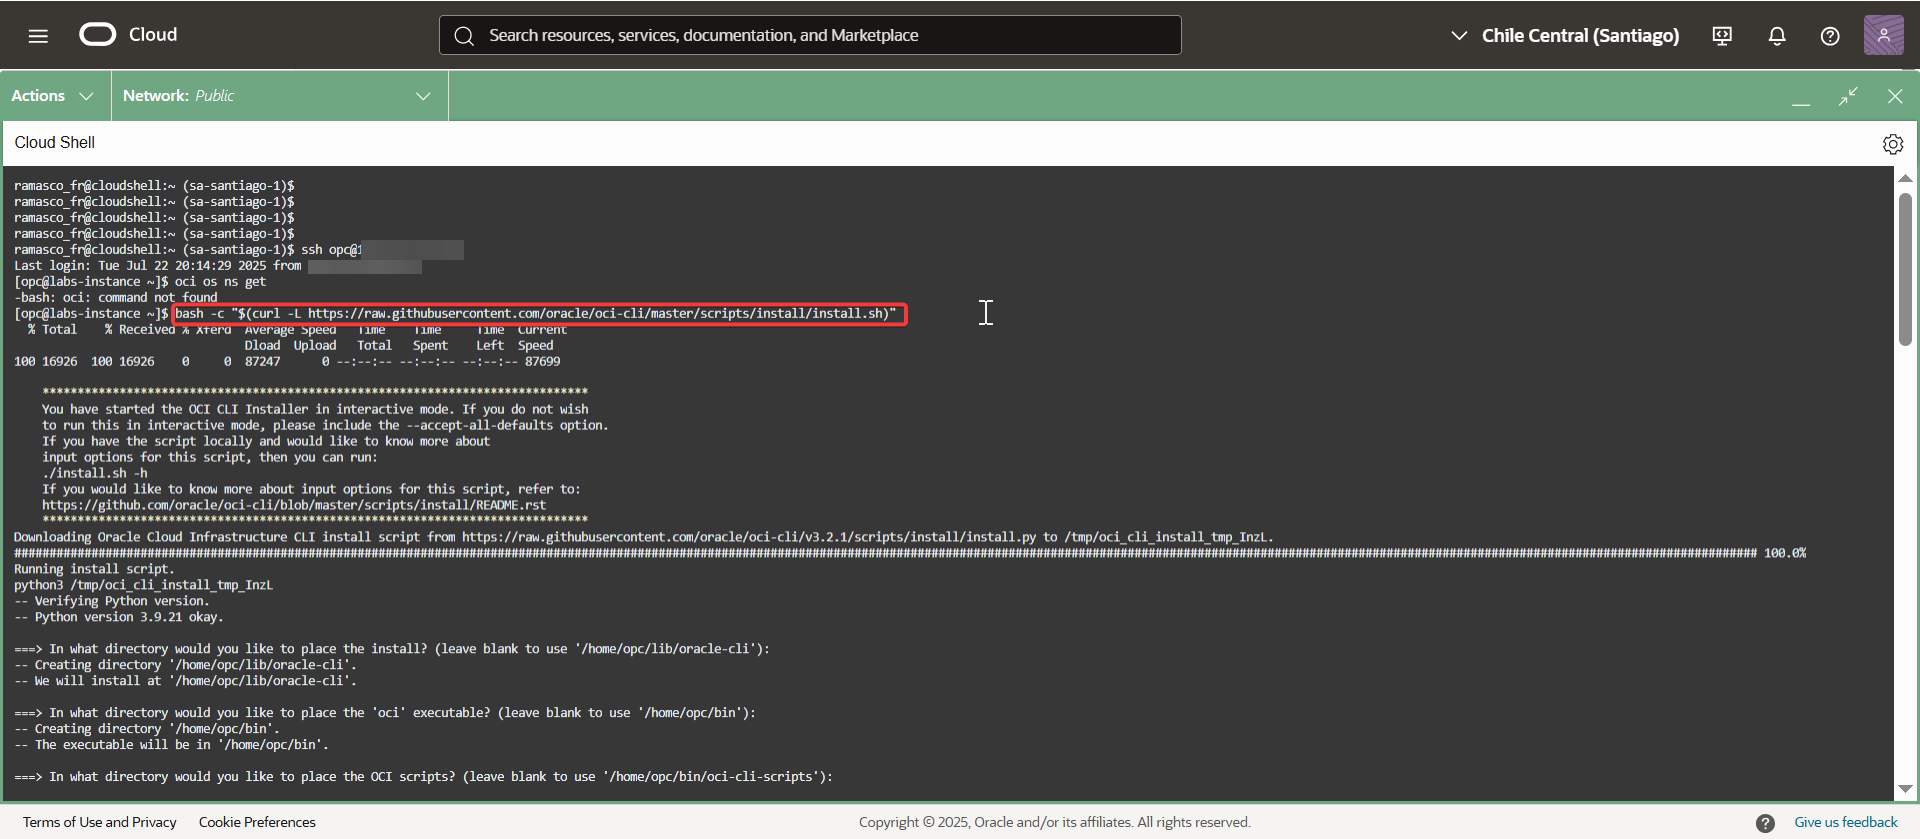 Cloud
Search resources, services, documentation, and Marketplace
Chile Central (Santiago)
Actions
Network: Public
Cloud Shell
ramasco_fr@cloudshell:~ (sa-santiago-1)$
ramasco_fr@cloudshell:~ (sa-santiago-1)$
ramasco_fr@cloudshell:~ (sa-santiago-1)$
ramasco_fr@cloudshell:~ (sa-santiago-1)$
ramasco_fr@cloudshell:~ (sa-santiago-1)$ ssh opc@1
Last login: Tue Jul 22 20:14:29 2025 from
[opc@labs-instance ~]$ oci os ns get
-bash: oci: command not found
[opc@labs-instance ~]$ bash -c "$(curl -L https://raw.githubusercontent.com/oracle/oci-cli/master/scripts/install/install.sh)"
% Total % Received % Xferd Average Speed Time Time Time Current
Dload Upload Total Spent Left Speed
100 16926 100 16926 0 0 87247 0 --:--:-- --:--:-- --:--:-- 87699
******************************************************************************
You have started the OCI CLI Installer in interactive mode. If you do not wish
to run this in interactive mode, please include the --accept-all-defaults option.
If you have the script locally and would like to know more about
input options for this script, then you can run:
./install.sh -h
If you would like to know more about input options for this script, refer to:
https://github.com/oracle/oci-cli/blob/master/scripts/install/README.rst
******************************************************************************
Downloading Oracle Cloud Infrastructure CLI install script from https://raw.githubusercontent.com/oracle/oci-cli/v3.2.1/scripts/install/install.py to /tmp/oci_cli_install_tmp_InzL.
######################################################################## 100.0%
Running install script.
python3 /tmp/oci_cli_install_tmp_InzL
-- Verifying Python version.
-- Python version 3.9.21 okay.
===> In what directory would you like to place the install? (leave blank to use '/home/opc/lib/oracle-cli'):
-- Creating directory '/home/opc/lib/oracle-cli'.
-- We will install at '/home/opc/lib/oracle-cli'.
===> In what directory would you like to place the 'oci' executable? (leave blank to use '/home/opc/bin'):
-- Creating directory '/home/opc/bin'.
-- The executable will be in '/home/opc/bin'.
===> In what directory would you like to place the OCI scripts? (leave blank to use '/home/opc/bin/oci-cli-scripts'):
Terms of Use and Privacy
Cookie Preferences
Copyright © 2025, Oracle and/or its affiliates. All rights reserved.
Give us feedback